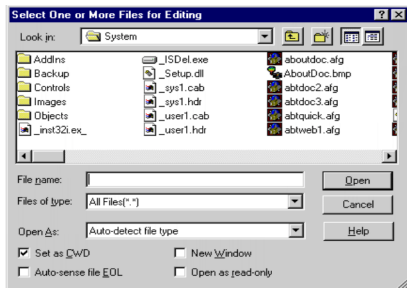 Select One or More Files for Editing
Look in: System
AddIns
Backup
Controls
Images
Objects
_inst32i.ex_
_ISDel.exe
_Setup.dll
_sys1.cab
_sys1.hdr
_user1.cab
_user1.hdr
aboutdoc.afg
AboutDoc.bmp
abtdoc2.afg
abtdoc3.afg
abtquick.afg
abtweb1.afg
File name:
Open
Files of type: All Files(*.*)
Cancel
Open As: Auto-detect file type
Help
Set as CWD
New Window
Auto-sense file EOL
Open as read-only